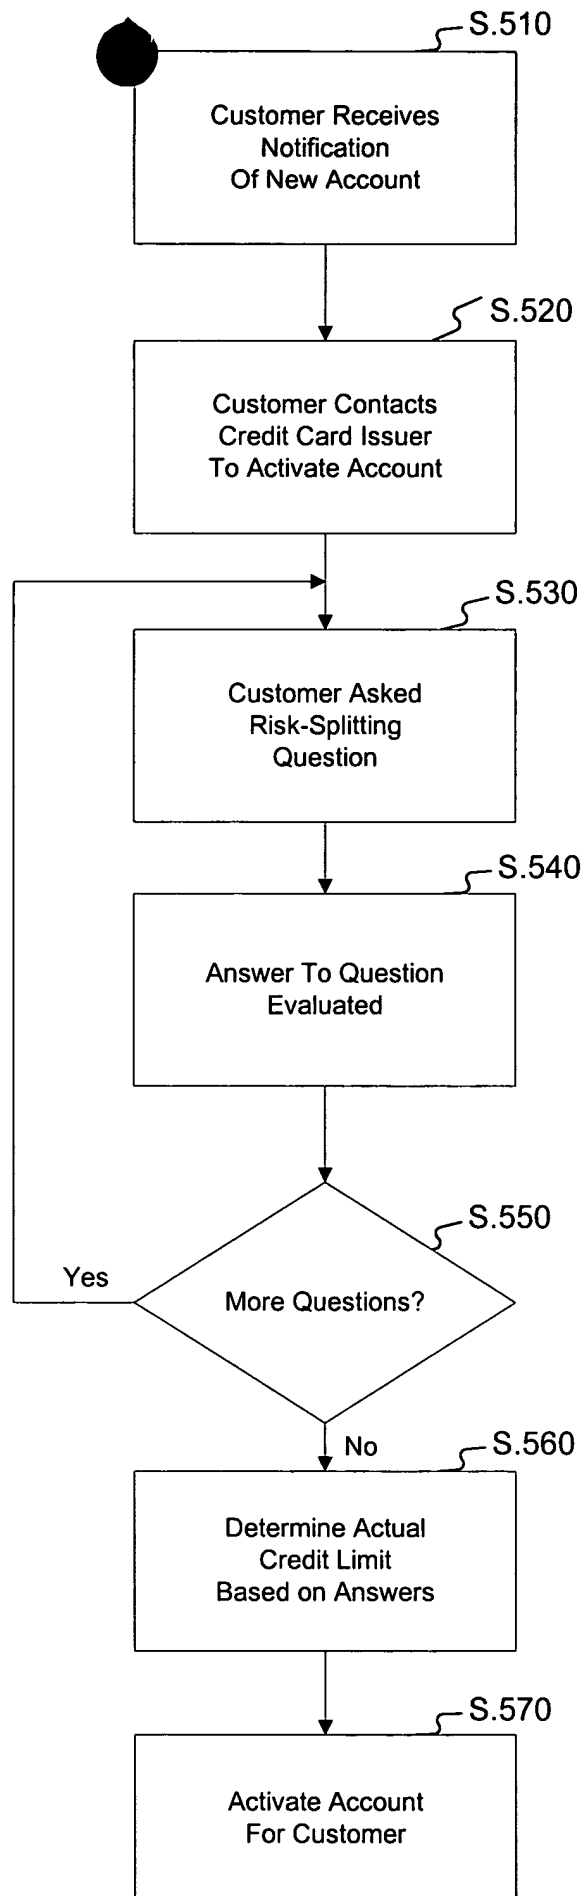 S.510
Customer Receives
Notification
Of New Account
S.520
Customer Contacts
Credit Card Issuer
To Activate Account
S.530
Customer Asked
Risk-Splitting
Question
S.540
Answer To Question
Evaluated
S.550
Yes
More Questions?
No
S.560
Determine Actual
Credit Limit
Based on Answers
S.570
Activate Account
For Customer